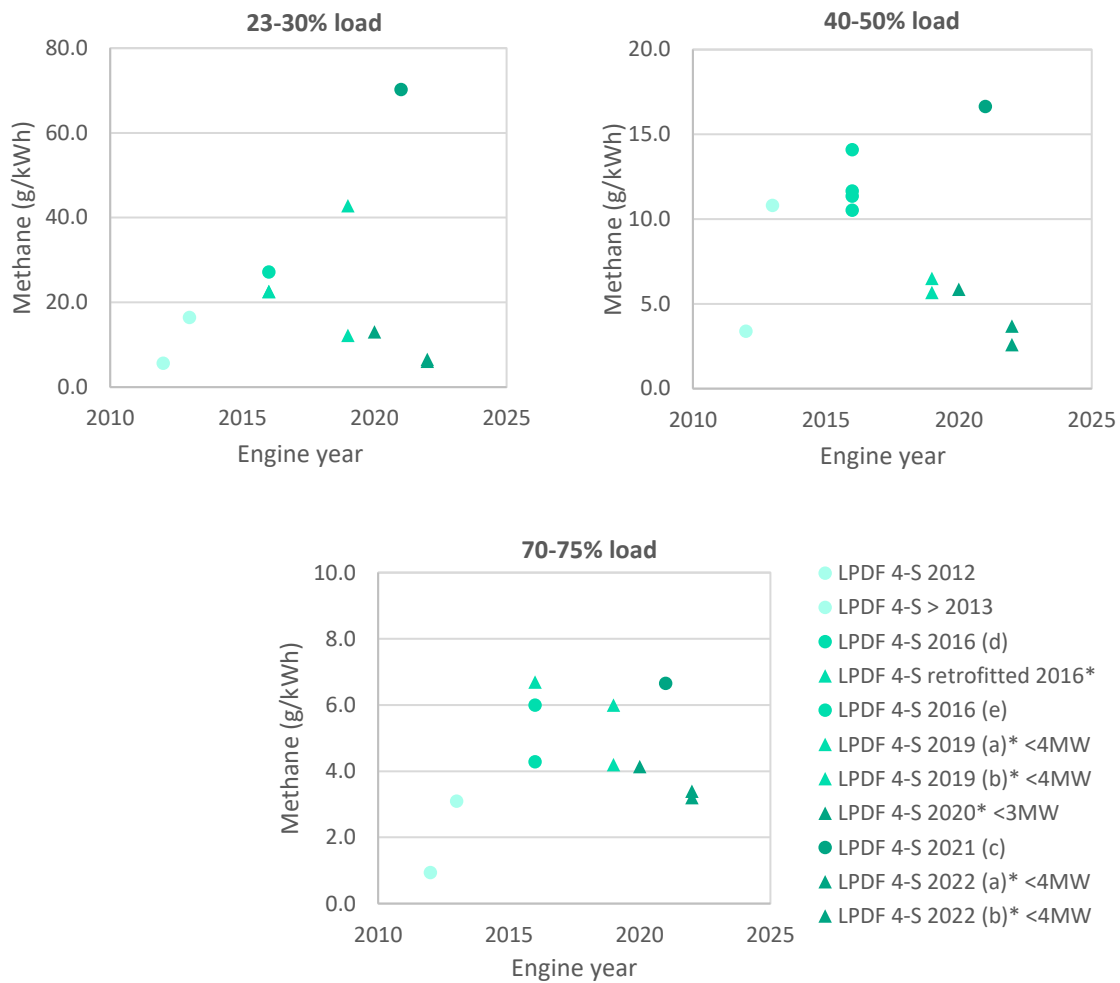 23-30% load
80.0
60.0
40.0
20.0
0.0
Methane (g/kWh)
2010 2015 2020 2025
Engine year
40-50% load
20.0
15.0
10.0
5.0
0.0
Methane (g/kWh)
2010 2015 2020 2025
Engine year
70-75% load
10.0
8.0
6.0
4.0
2.0
0.0
Methane (g/kWh)
2010 2015 2020 2025
Engine year
LPDF 4-S 2012
LPDF 4-S > 2013
LPDF 4-S 2016 (d)
LPDF 4-S retrofitted 2016*
LPDF 4-S 2016 (e)
LPDF 4-S 2019 (a)* <4MW
LPDF 4-S 2019 (b)* <4MW
LPDF 4-S 2020* <3MW
LPDF 4-S 2021 (c)
LPDF 4-S 2022 (a)* <4MW
LPDF 4-S 2022 (b)* <4MW